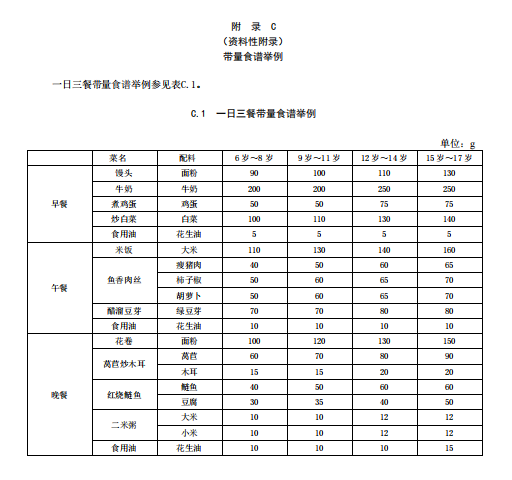 附 录 C
（资料性附录）
带量食谱举例
一日三餐带量食谱举例参见表C.1。
C.1 一日三餐带量食谱举例
单位：g
菜名 配料 6岁～8岁 9岁～11岁 12岁～14岁 15岁～17岁
早餐 馒头 面粉 90 100 110 130
牛奶 牛奶 200 200 250 250
煮鸡蛋 鸡蛋 50 50 75 75
炒白菜 白菜 100 110 130 140
食用油 花生油 5 5 5 5
午餐 米饭 大米 110 130 140 160
鱼香肉丝 瘦猪肉 40 50 60 65
柿子椒 50 60 65 70
胡萝卜 50 60 65 70
醋溜豆芽 绿豆芽 70 70 80 80
食用油 花生油 10 10 10 10
晚餐 花卷 面粉 100 120 130 150
莴苣炒木耳 莴苣 60 70 80 90
木耳 15 15 20 20
红烧鲢鱼 鲢鱼 40 50 60 60
豆腐 30 35 40 50
二米粥 大米 10 10 12 12
小米 10 10 12 12
食用油 花生油 10 10 10 15